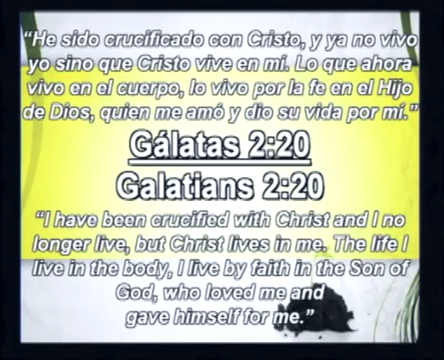 “He sido crucificado con Cristo, y ya no vivo
yo sino que Cristo vive en mí. Lo que ahora
vivo en el cuerpo, lo vivo por la fe en el Hijo
de Dios, quien me amó y dio su vida por mí.”
Gálatas 2:20
Galatians 2:20
“I have been crucified with Christ and I no
longer live, but Christ lives in me. The life I
live in the body, I live by faith in the Son of
God, who loved me and
gave himself for me.”